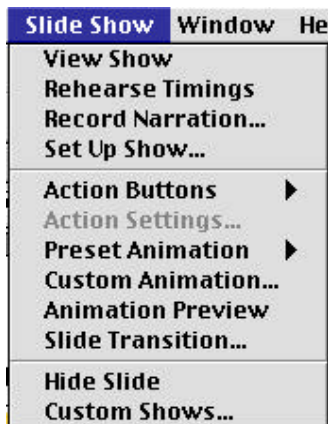 Slide Show Window He
View Show
Rehearse Timings
Record Narration...
Set Up Show...
Action Buttons
Action Settings...
Preset Animation
Custom Animation...
Animation Preview
Slide Transition...
Hide Slide
Custom Shows...